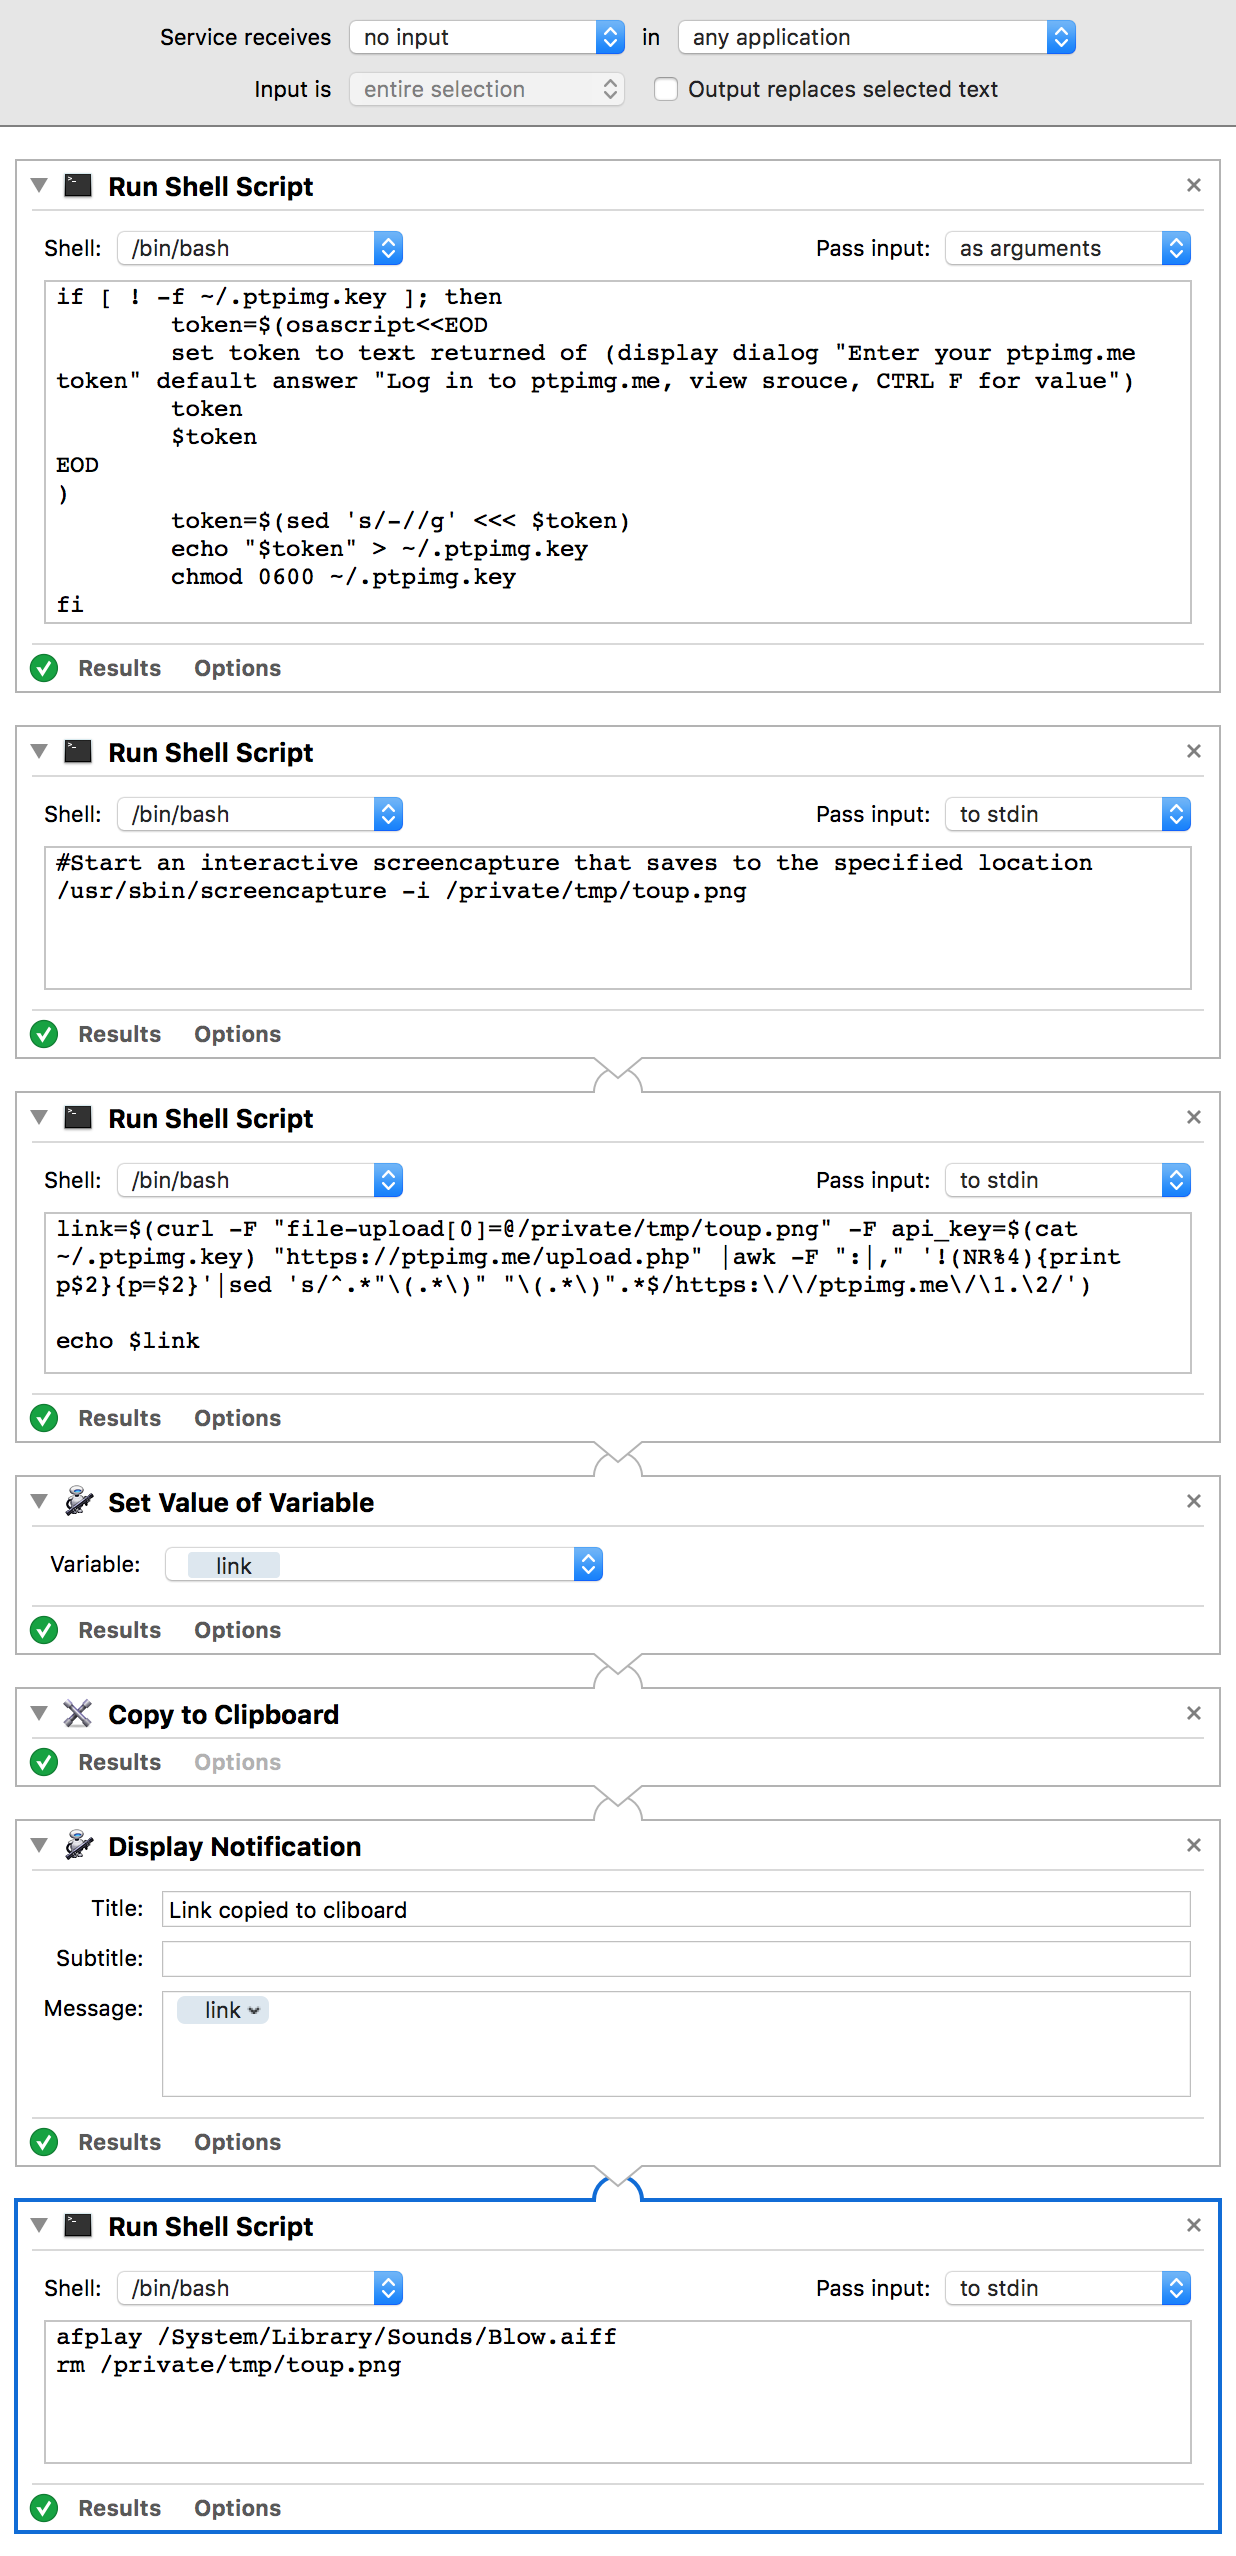 Service receives no input in any application
Input is entire selection Output replaces selected text
Run Shell Script
Shell: /bin/bash Pass input: as arguments
if [ ! -f ~/.ptpimg.key ]; then
token=$(osascript<<EOD
set token to text returned of (display dialog "Enter your ptpimg.me
token" default answer "Log in to ptpimg.me, view srouce, CTRL F for value")
token
$token
EOD
)
token=$(sed 's/-//g' <<< $token)
echo "$token" > ~/.ptpimg.key
chmod 0600 ~/.ptpimg.key
fi
Results Options
Run Shell Script
Shell: /bin/bash Pass input: to stdin
#Start an interactive screencapture that saves to the specified location
/usr/sbin/screencapture -i /private/tmp/toup.png
Results Options
Run Shell Script
Shell: /bin/bash Pass input: to stdin
link=$(curl -F "file-upload[0]=@/private/tmp/toup.png" -F api_key=$(cat
~/.ptpimg.key) "https://ptpimg.me/upload.php" |awk -F ":|," '!(NR%4){print
p$2}{p=$2}'|sed 's/^.*"\(.*\)" "\(.*\)".*$/https:\/\/ptpimg.me\/\1.\2/')
echo $link
Results Options
Set Value of Variable
Variable: link
Results Options
Copy to Clipboard
Results Options
Display Notification
Title: Link copied to cliboard
Subtitle:
Message: link
Results Options
Run Shell Script
Shell: /bin/bash Pass input: to stdin
afplay /System/Library/Sounds/Blow.aiff
rm /private/tmp/toup.png
Results Options